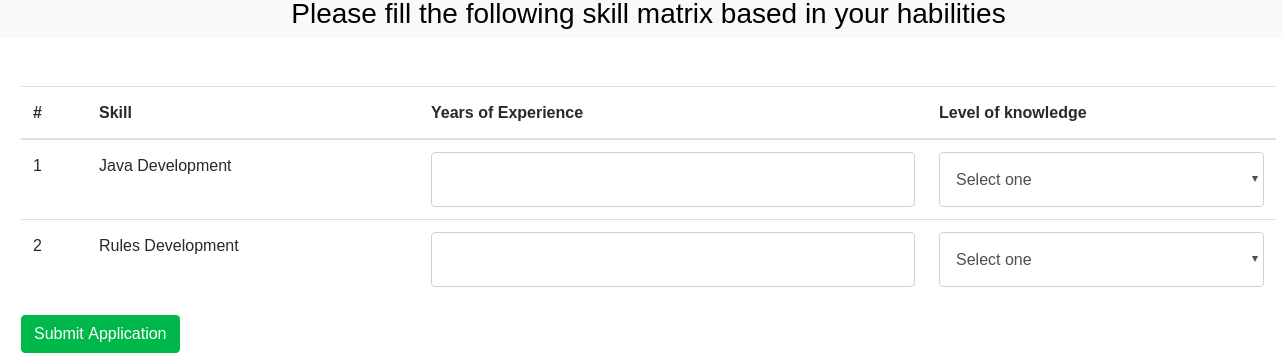 Please fill the following skill matrix based in your habilities
# Skill Years of Experience Level of knowledge
1 Java Development Select one
2 Rules Development Select one
Submit Application